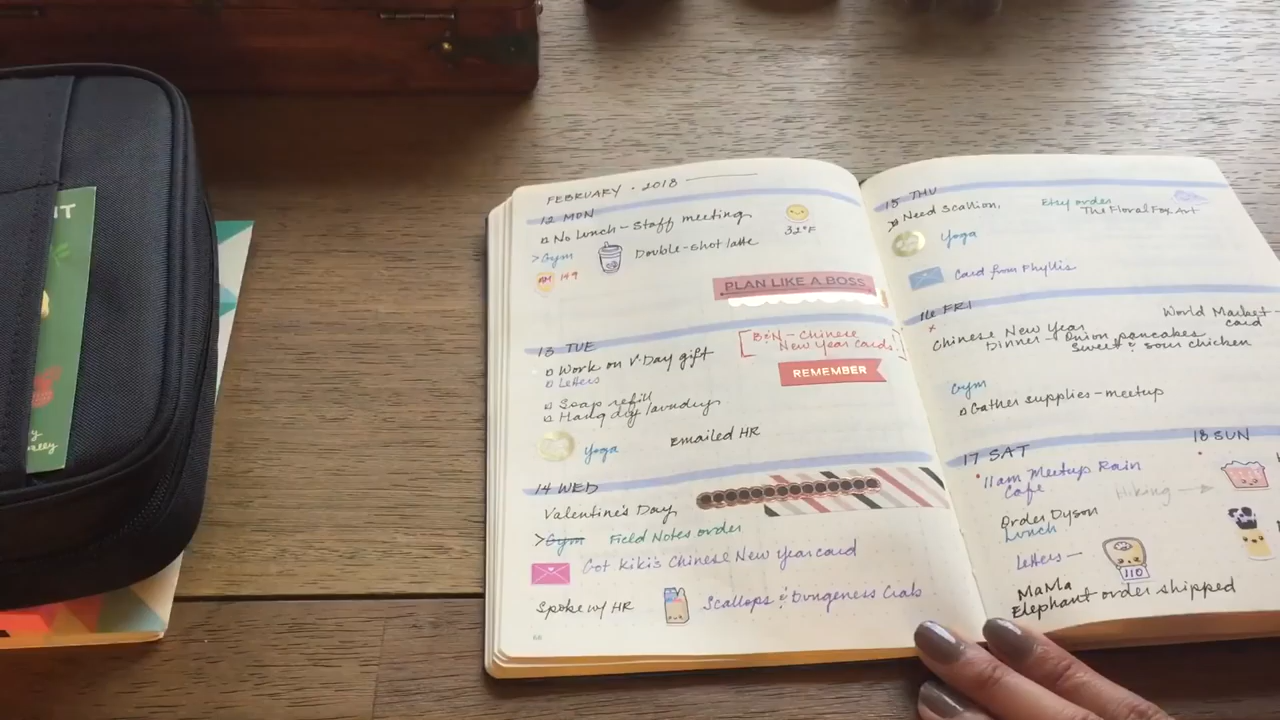 FEBRUARY · 2018
12 MON
No Lunch - Staff meeting
32°F
> Gym
Double-shot latte
149
PLAN LIKE A BOSS
13 TUE
B&N - Chinese
New Year Cards
Work on V-Day gift
Letters
REMEMBER
Soap refill
Hang dry laundry
Yoga
Emailed HR
14 WED
Valentine's Day
> Gym
Field Notes order
Got Kiki's Chinese New Year card
Spoke w/ HR
Scallops & Dungeness Crab
68
15 THU
Need Scallion,
Etsy order
The Floral Fox Art
Yoga
Card from Phyllis
16 FRI
World Market -
card
Chinese New Year
Dinner - Onion pancakes
Sweet & sour chicken
Gym
Gather supplies - meetup
17 SAT
11am Meetup Rain
Cafe
Order Dyson
Lunch
Letters -
110
MaMa
Elephant order shipped
18 SUN
Hiking